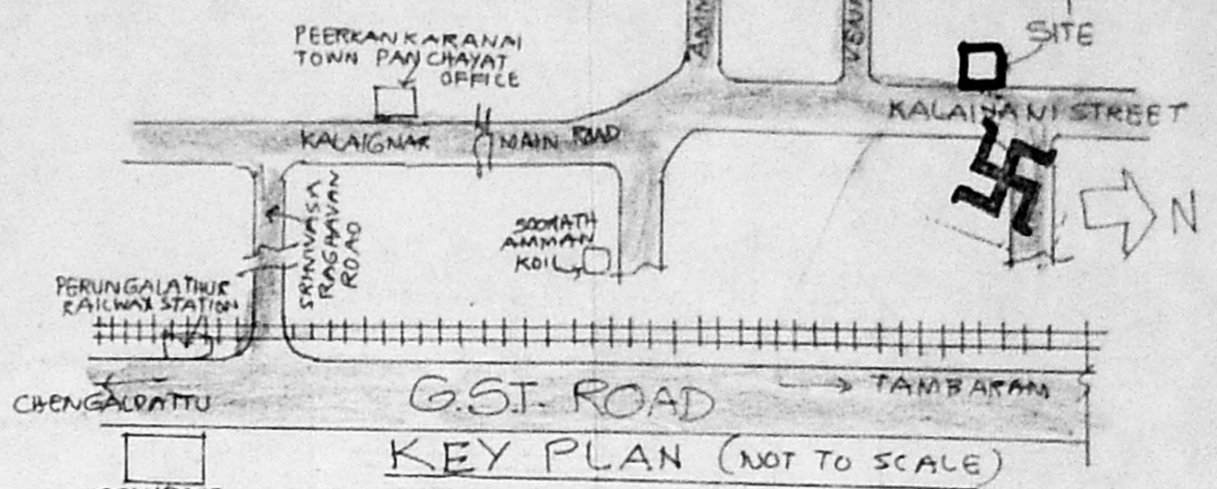 SITE
PEERKANKARANAI
TOWN PANCHAYAT
OFFICE
KALAIVANI STREET
KALAIGNAR MAIN ROAD
N
SRINIVASA
RAGHAVAN
ROAD
SOORATH
AMMAN
KOIL
PERUNGALATHUR
RAILWAY STATION
CHENGALPATTU
G.S.T. ROAD
TAMBARAM
KEY PLAN (NOT TO SCALE)